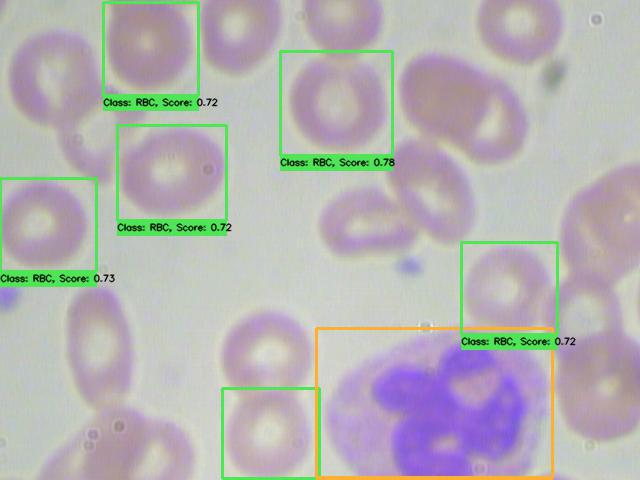 Class: RBC, Score: 0.72
Class: RBC, Score: 0.78
Class: RBC, Score: 0.72
Class: RBC, Score: 0.73
Class: RBC, Score: 0.72